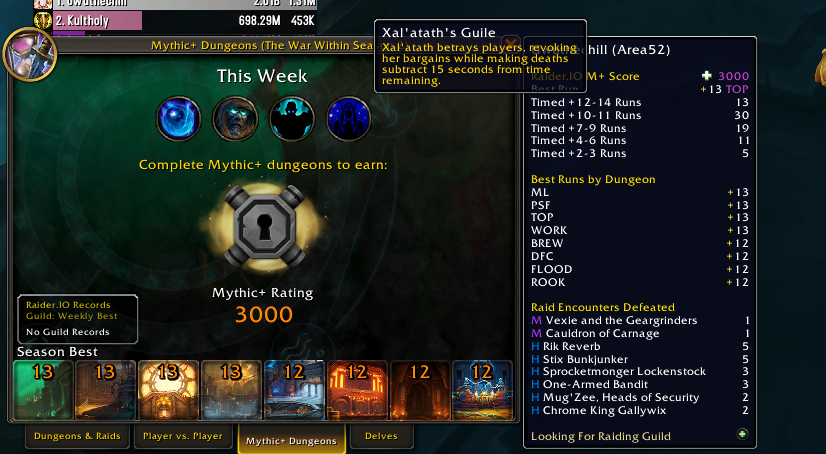 2. Kultholy 698.29M 453K
Mythic+ Dungeons (The War Within Sea
Xal'atath's Guile
Xal'atath betrays players, revoking
her bargains while making deaths
subtract 15 seconds from time
remaining.
This Week
Complete Mythic+ dungeons to earn:
Mythic+ Rating
3000
Raider.IO Records
Guild: Weekly Best
No Guild Records
Season Best
13 13 13 13 12 12 12 12
Dungeons & Raids
Player vs. Player
Mythic+ Dungeons
Delves
chill (Area52)
Raider.IO M+ Score 3000
Best Run +13 TOP
Timed +12-14 Runs 13
Timed +10-11 Runs 30
Timed +7-9 Runs 19
Timed +4-6 Runs 11
Timed +2-3 Runs 5
Best Runs by Dungeon
ML +13
PSF +13
TOP +13
WORK +13
BREW +12
DFC +12
FLOOD +12
ROOK +12
Raid Encounters Defeated
M Vexie and the Geargrinders 1
M Cauldron of Carnage 1
H Rik Reverb 5
H Stix Bunkjunker 5
H Sprocketmonger Lockenstock 3
H One-Armed Bandit 3
H Mug'Zee, Heads of Security 2
H Chrome King Gallywix 2
Looking For Raiding Guild